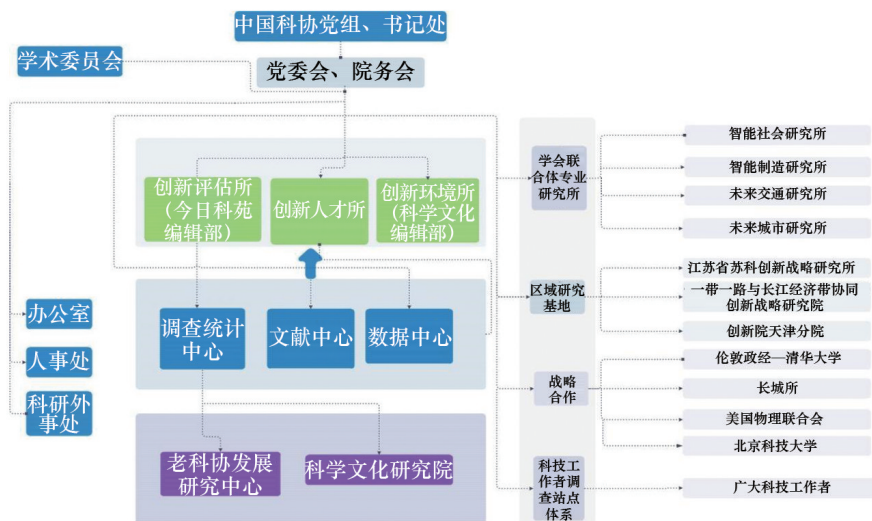 中国科协党组、书记处
学术委员会
党委会、院务会
创新评估所
（今日科苑
编辑部）
创新人才所
创新环境所
（科学文化
编辑部）
调查统计
中心
文献中心
数据中心
办公室
人事处
科研外
事处
老科协发展
研究中心
科学文化研究院
学会联
合体专业
研究所
智能社会研究所
智能制造研究所
未来交通研究所
未来城市研究所
区域研究
基地
江苏省苏科创新战略研究所
一带一路与长江经济带协同
创新战略研究院
创新院天津分院
战略
合作
伦敦政经—清华大学
长城所
美国物理联合会
北京科技大学
科技工
作者调
查站点
体系
广大科技工作者